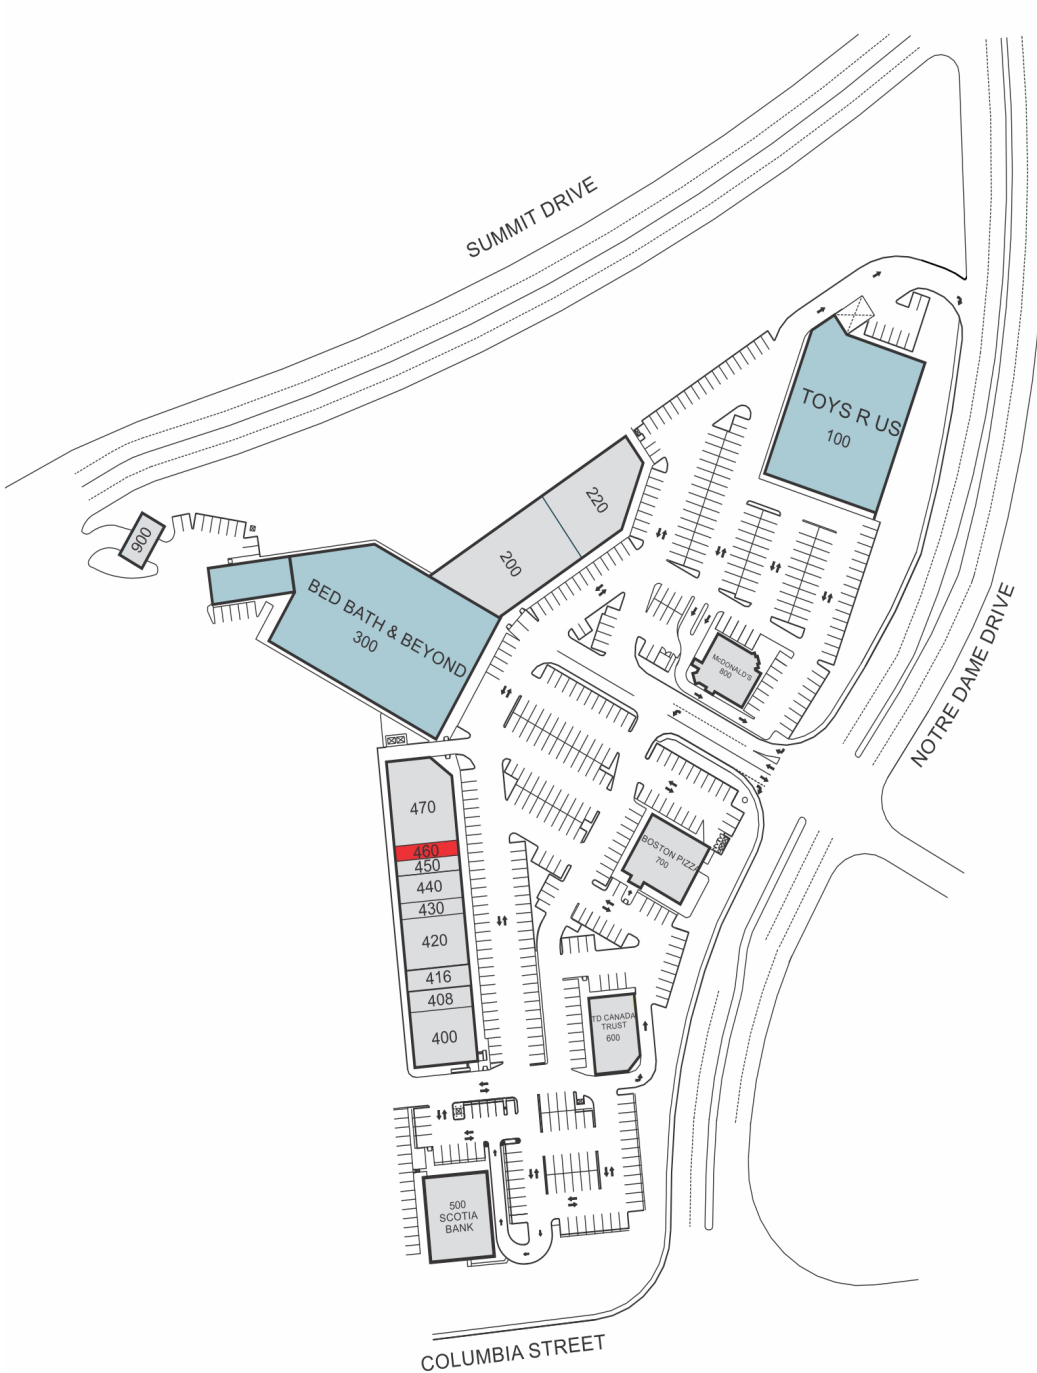 SUMMIT DRIVE
TOYS R US
100
220
200
900
BED BATH & BEYOND
300
NOTRE DAME DRIVE
McDONALD'S
800
470
460
450
440
430
420
416
408
400
BOSTON PIZZA
700
TD CANADA
TRUST
600
500
SCOTIA
BANK
COLUMBIA STREET